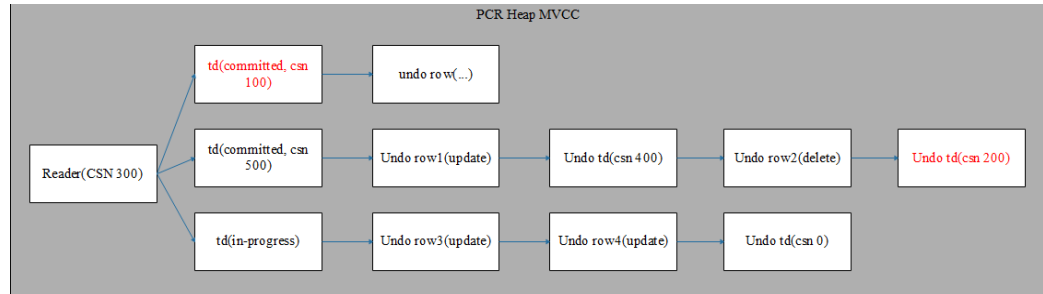 PCR Heap MVCC
td(committed, csn
100)
undo row(...)
Reader(CSN 300)
td(committed, csn
500)
Undo row1(update)
Undo td(csn 400)
Undo row2(delete)
Undo td(csn 200)
td(in-progress)
Undo row3(update)
Undo row4(update)
Undo td(csn 0)